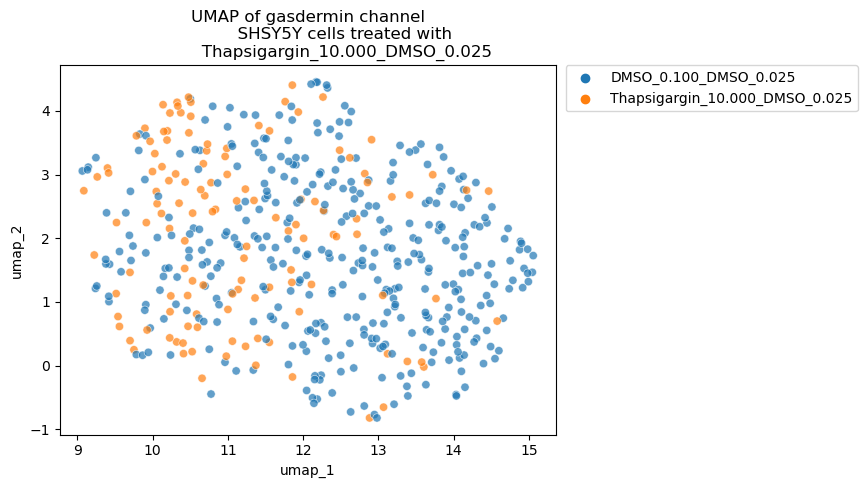 UMAP of gasdermin channel
SHSY5Y cells treated with
Thapsigargin_10.000_DMSO_0.025
DMSO_0.100_DMSO_0.025
Thapsigargin_10.000_DMSO_0.025
umap_2
4
3
2
1
0
−1
9
10
11
12
13
14
15
umap_1